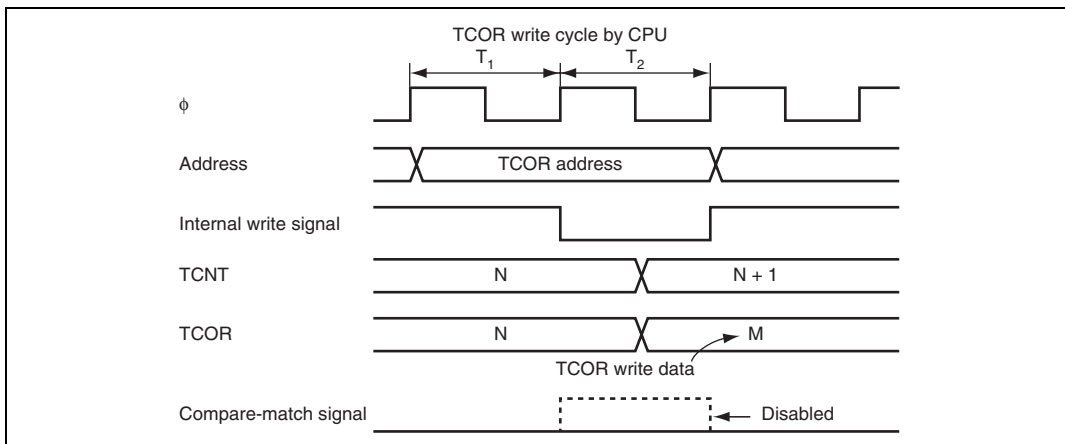 TCOR write cycle by CPU
T1 T2
ϕ
Address TCOR address
Internal write signal
TCNT N N + 1
TCOR N M
TCOR write data
Compare-match signal Disabled